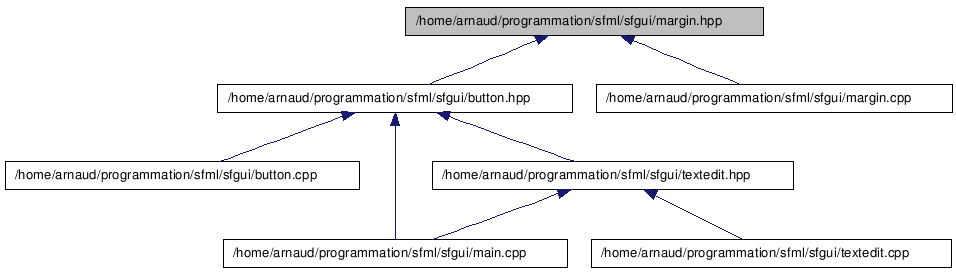 /home/arnaud/programmation/sfml/sfgui/margin.hpp
/home/arnaud/programmation/sfml/sfgui/button.hpp
/home/arnaud/programmation/sfml/sfgui/margin.cpp
/home/arnaud/programmation/sfml/sfgui/button.cpp
/home/arnaud/programmation/sfml/sfgui/textedit.hpp
/home/arnaud/programmation/sfml/sfgui/main.cpp
/home/arnaud/programmation/sfml/sfgui/textedit.cpp